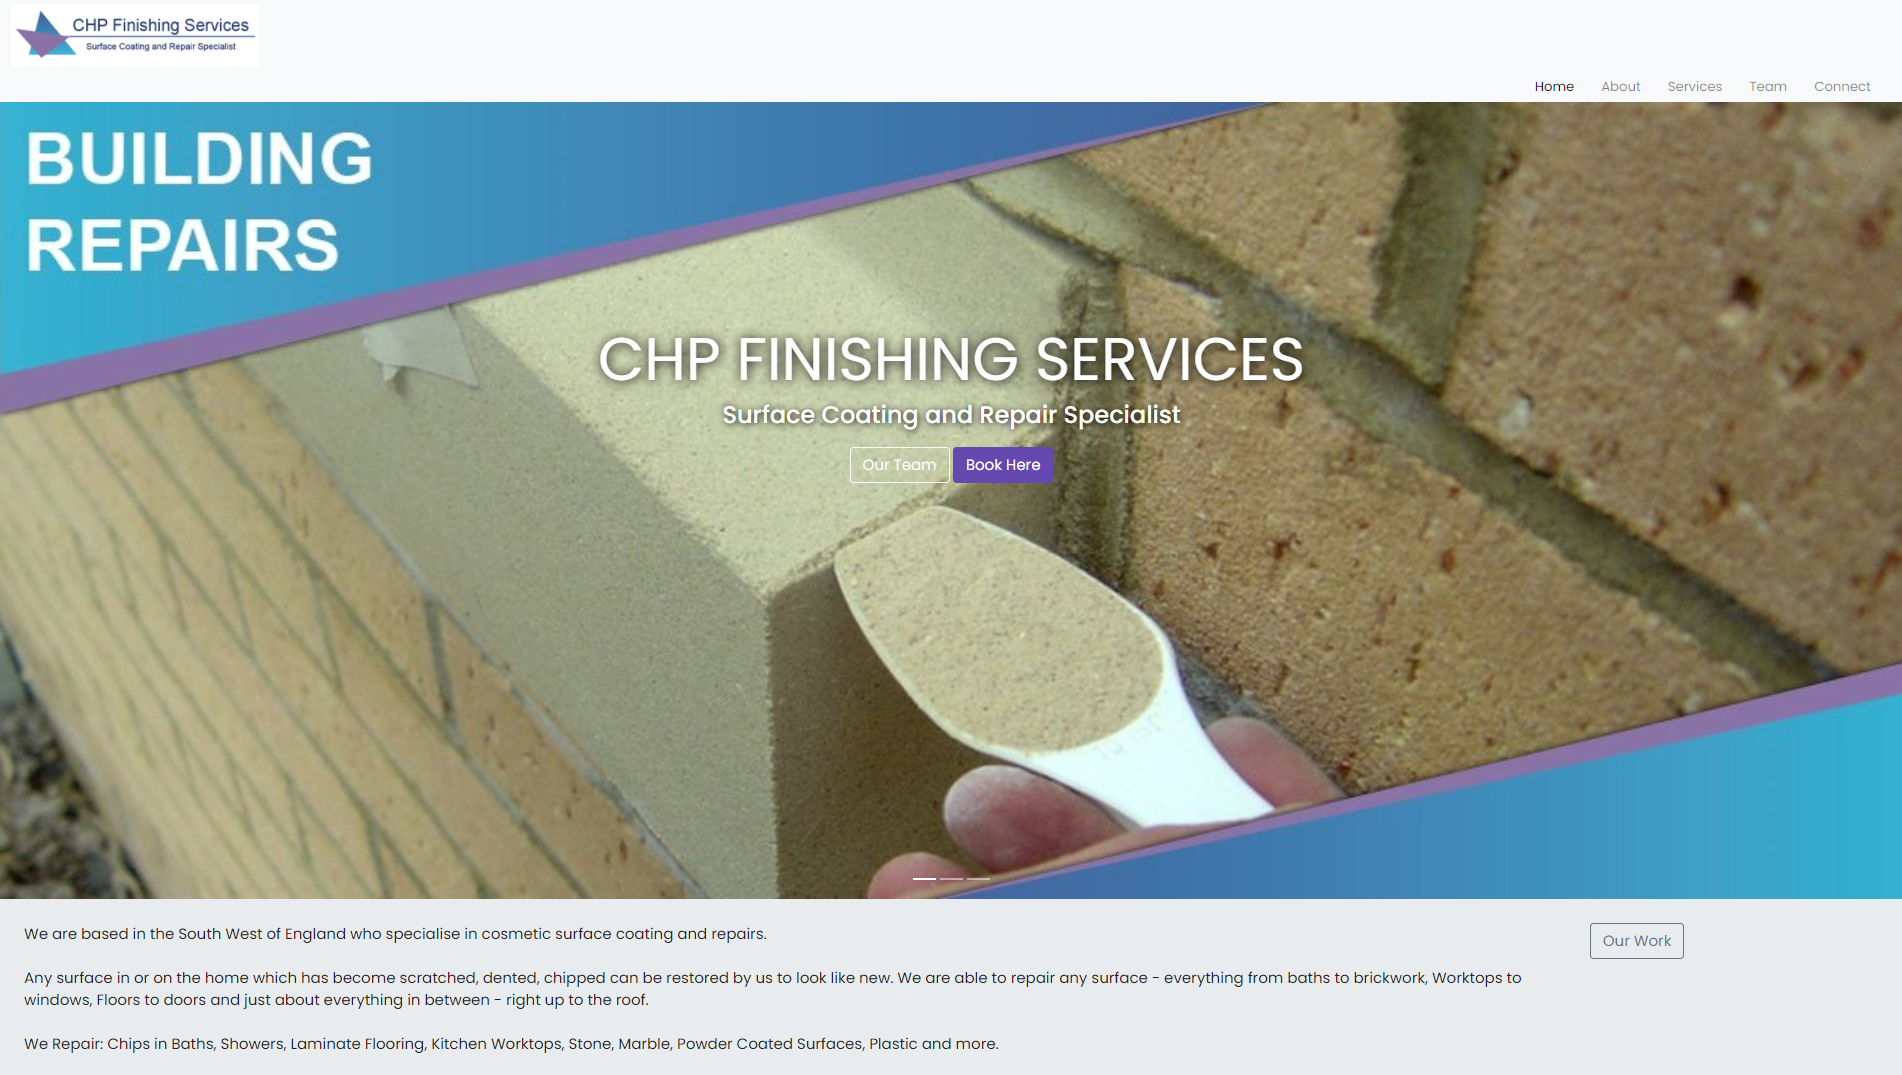 CHP Finishing Services
Surface Coating and Repair Specialist
Home About Services Team Connect
BUILDING
REPAIRS
CHP FINISHING SERVICES
Surface Coating and Repair Specialist
Our Team Book Here
We are based in the South West of England who specialise in cosmetic surface coating and repairs.
Our Work
Any surface in or on the home which has become scratched, dented, chipped can be restored by us to look like new. We are able to repair any surface - everything from baths to brickwork, Worktops to
windows, Floors to doors and just about everything in between - right up to the roof.
We Repair: Chips in Baths, Showers, Laminate Flooring, Kitchen Worktops, Stone, Marble, Powder Coated Surfaces, Plastic and more.